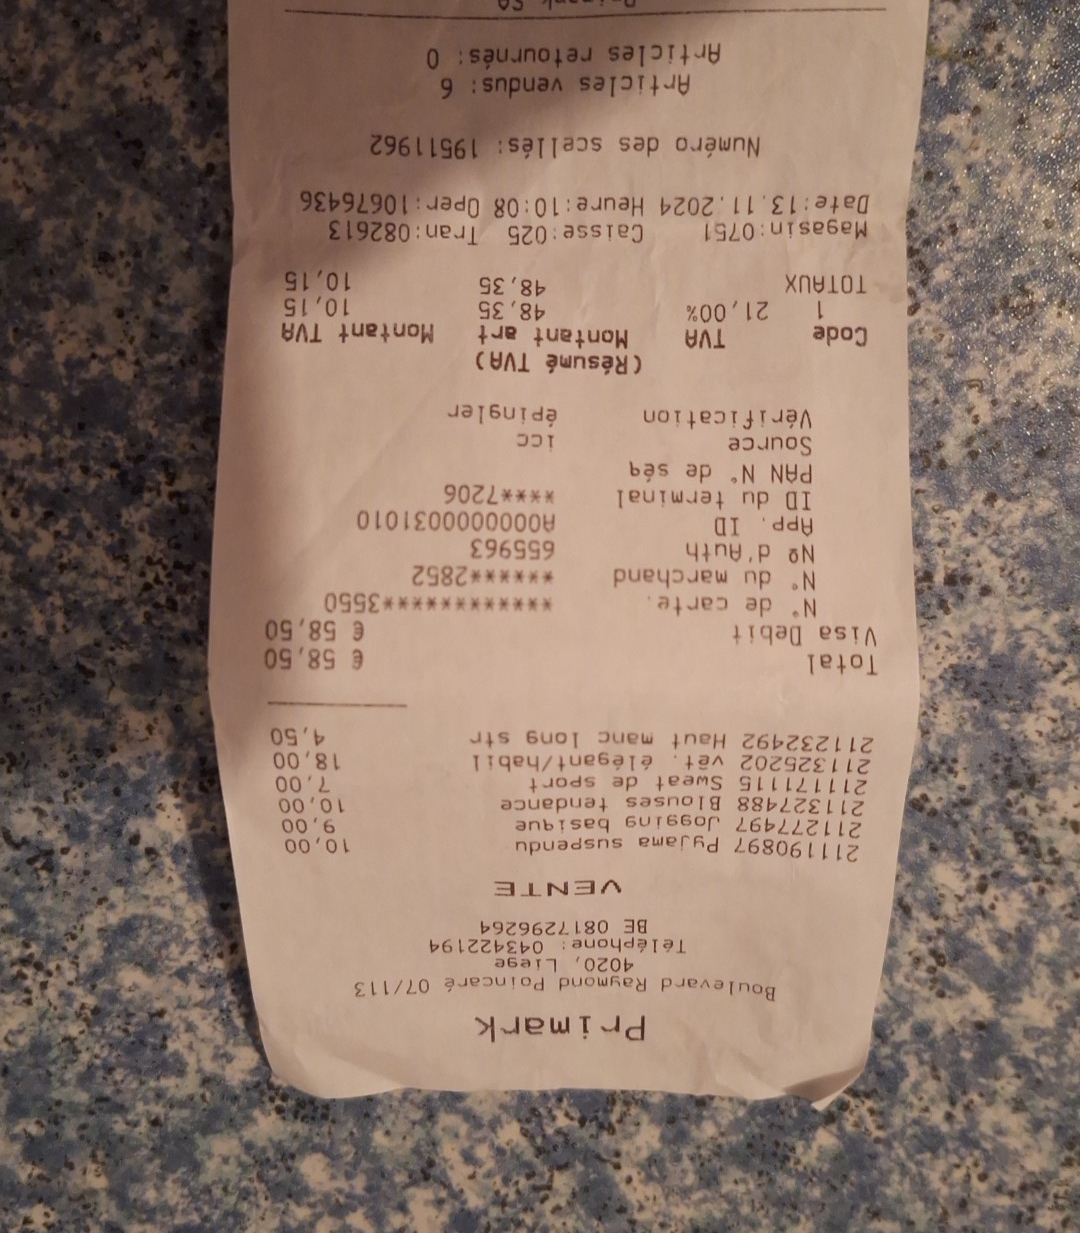 Primark
Boulevard Raymond Poincaré 07/113
4020, Liege
Téléphone: 043422194
BE 0817296264
VENTE
211190897 Pyjama suspendu 10,00
211277497 Jogging basique 9,00
211327488 Blouses tendance 10,00
211171115 Sweat de sport 7,00
211325202 vêt. élégant/habil 18,00
211232492 Haut manc long str 4,50
Total € 58,50
Visa Debit € 58,50
N° de carte. ************3550
N° du marchand *******2852
Nº d'Auth 655963
App. ID A0000000031010
ID du terminal ****7206
PAN N° de séq
Source icc
Vérification épingler
(Résumé TVA)
Code TVA Montant art Montant TVA
1 21,00% 48,35 10,15
TOTAUX 48,35 10,15
Magasin:0751 Caisse:025 Tran:082613
Date:13.11.2024 Heure:10:08 Oper:10676436
Numéro des scellés: 19511962
Articles vendus: 6
Articles retournés: 0
Primark SA